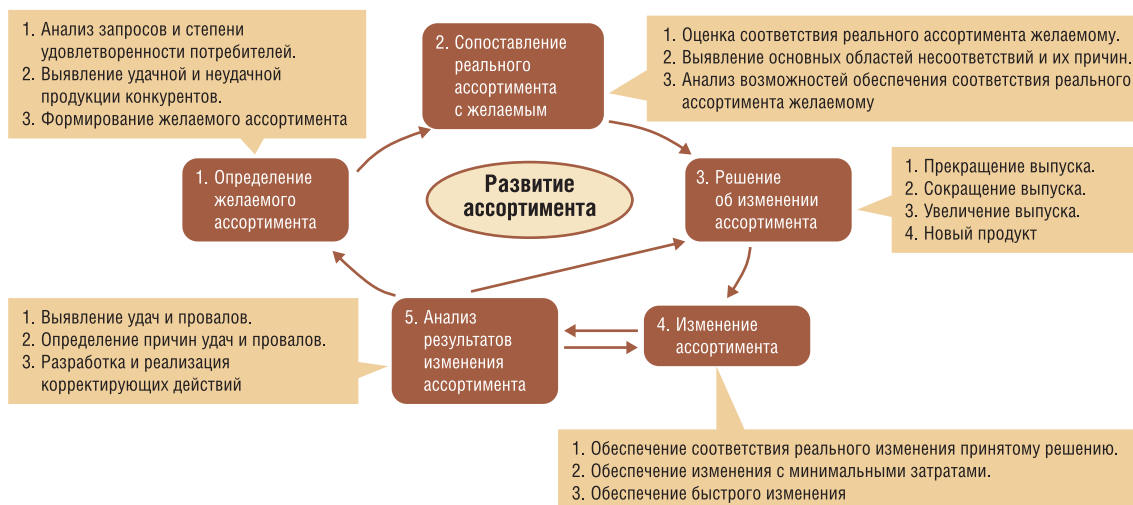 1. Анализ запросов и степени
удовлетворенности потребителей.
2. Выявление удачной и неудачной
продукции конкурентов.
3. Формирование желаемого ассортимента
2. Сопоставление
реального
ассортимента
с желаемым
1. Оценка соответствия реального ассортимента желаемому.
2. Выявление основных областей несоответствий и их причин.
3. Анализ возможностей обеспечения соответствия реального
ассортимента желаемому
1. Определение
желаемого
ассортимента
Развитие
ассортимента
3. Решение
об изменении
ассортимента
1. Прекращение выпуска.
2. Сокращение выпуска.
3. Увеличение выпуска.
4. Новый продукт
1. Выявление удач и провалов.
2. Определение причин удач и провалов.
3. Разработка и реализация
корректирующих действий
5. Анализ
результатов
изменения
ассортимента
4. Изменение
ассортимента
1. Обеспечение соответствия реального изменения принятому решению.
2. Обеспечение изменения с минимальными затратами.
3. Обеспечение быстрого изменения